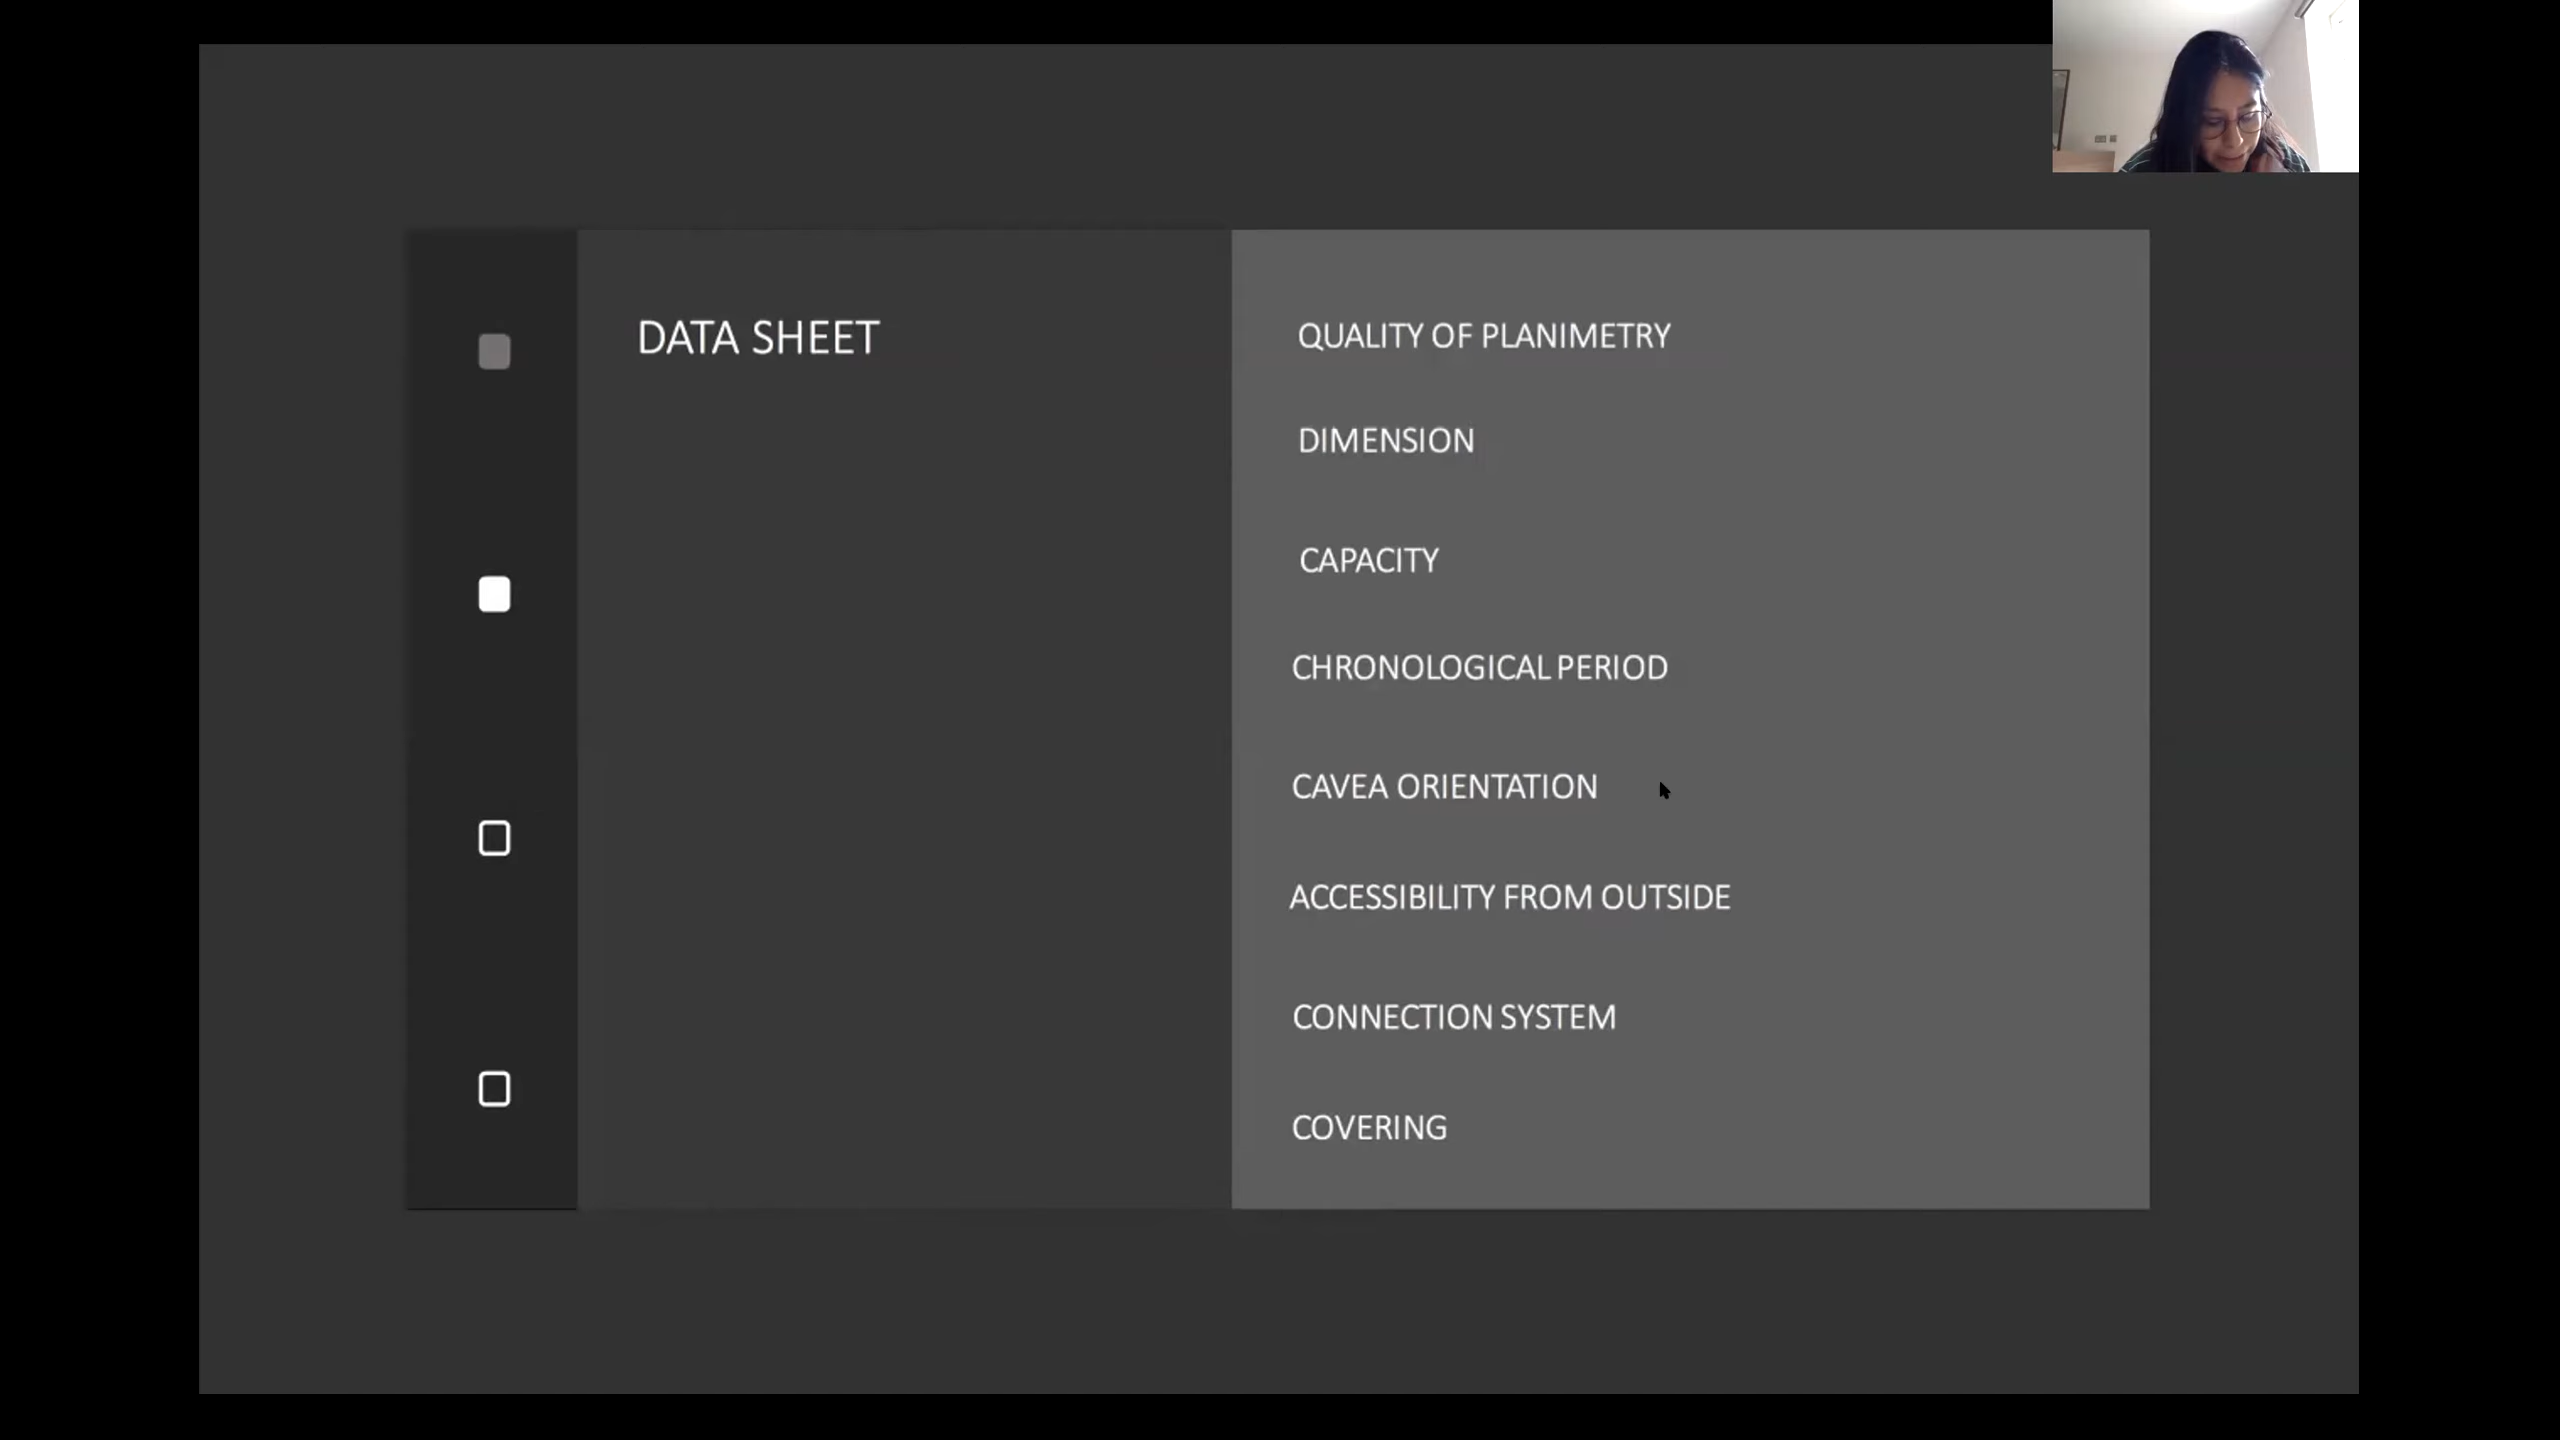 DATA SHEET
QUALITY OF PLANIMETRY
DIMENSION
CAPACITY
CHRONOLOGICAL PERIOD
CAVEA ORIENTATION
ACCESSIBILITY FROM OUTSIDE
CONNECTION SYSTEM
COVERING